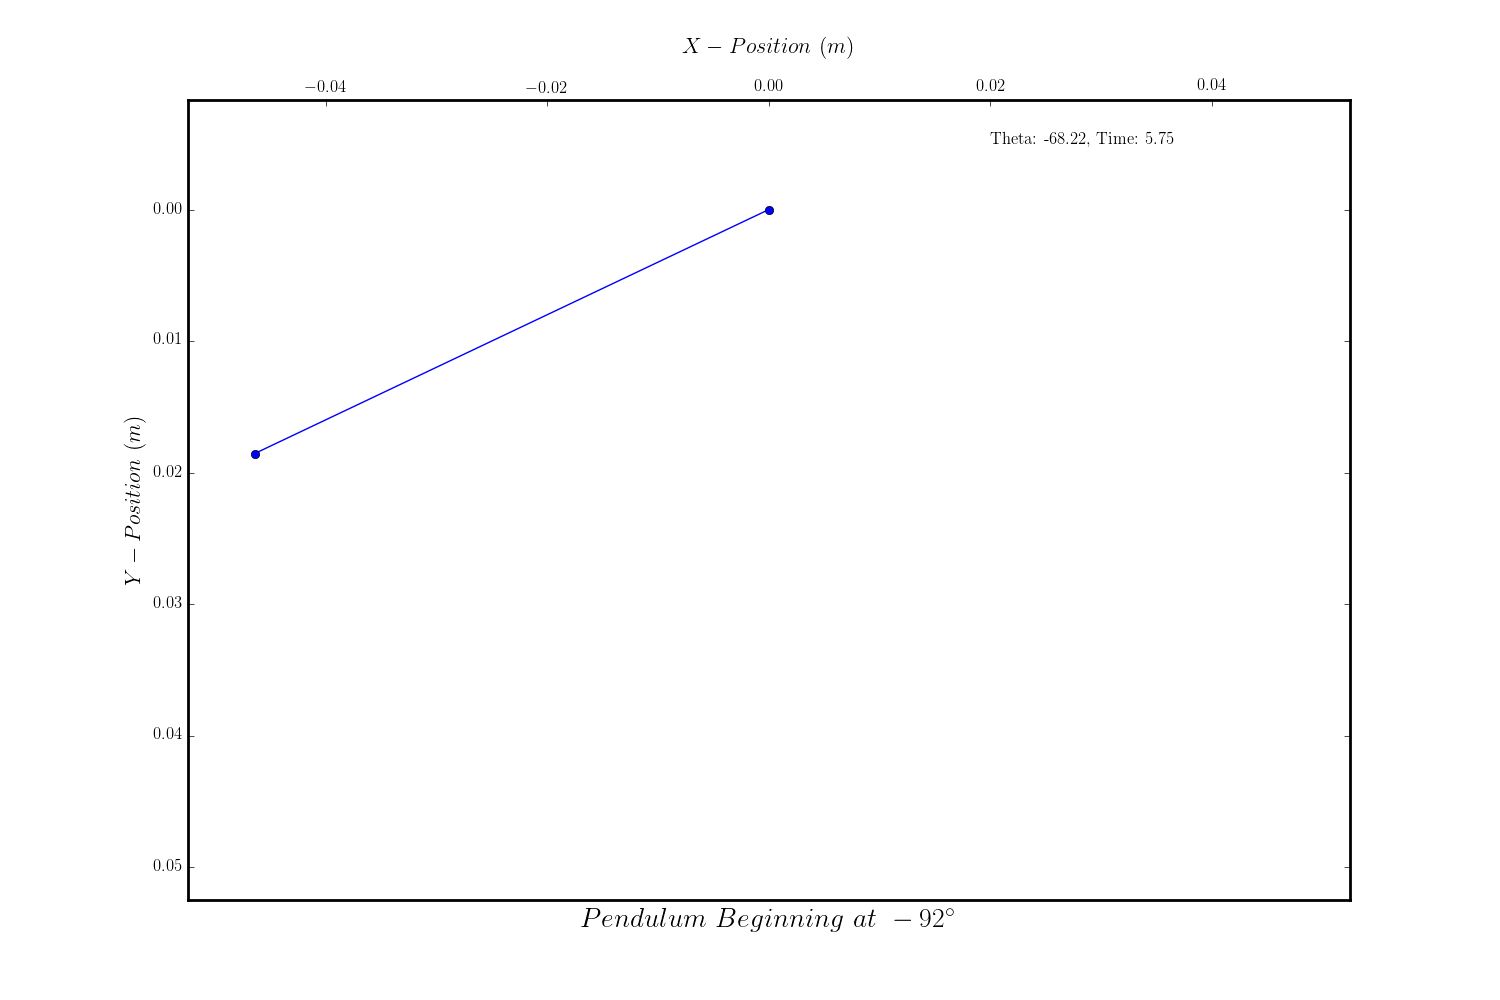 X − Position (m)
−0.04 −0.02 0.00 0.02 0.04
Theta: -68.22, Time: 5.75
0.00
0.01
0.02
0.03
0.04
0.05
Y − Position (m)
Pendulum Beginning at − 92°